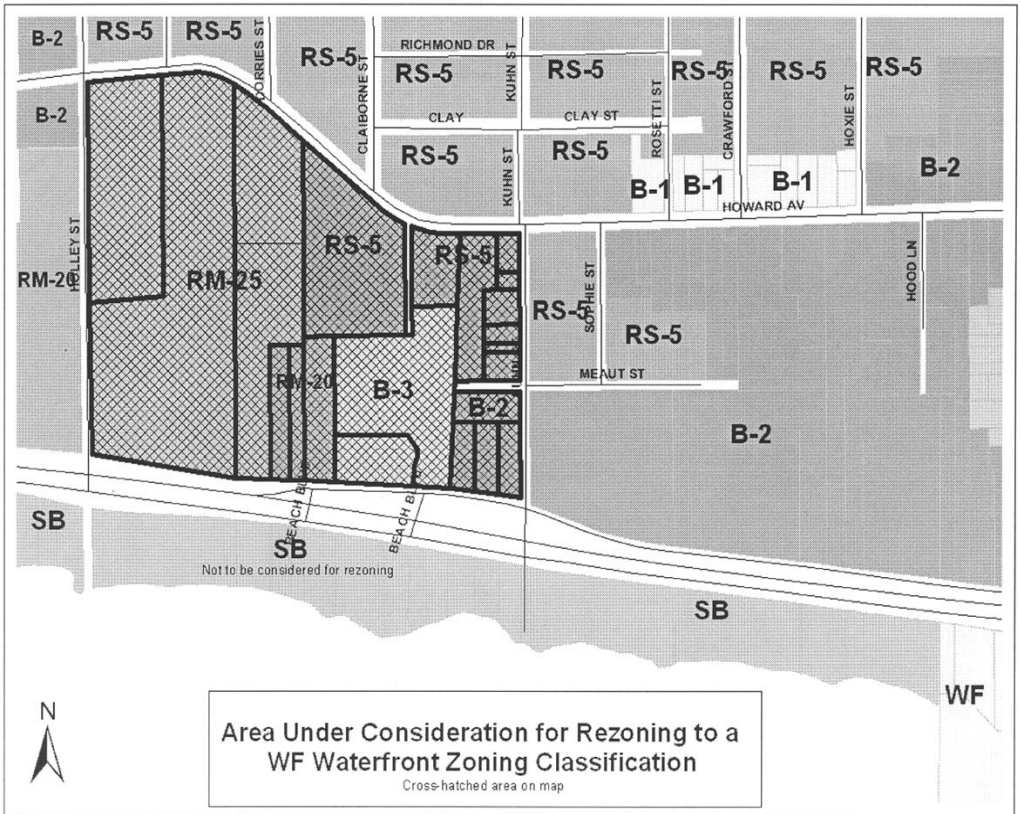 B-2
RS-5
RS-5
DORRIES ST
RS-5
CLAIBORNE ST
RICHMOND DR
RS-5
KUHN ST
RS-5
RS-5
CRAWFORD ST
RS-5
RS-5
B-2
CLAY
CLAY ST
ROSETTI ST
HOXIE ST
RS-5
KUHN ST
RS-5
B-1
B-1
B-1
B-2
HOWARD AV
HOLLEY ST
RM-20
RM-25
RS-5
RS-5
RS-5
SOPHIE ST
RS-5
HOOD LN
RM-20
B-3
MEAUT ST
B-2
B-2
SB
BEACH
BEACH
SB
Not to be considered for rezoning
SB
WF
N
Area Under Consideration for Rezoning to a
WF Waterfront Zoning Classification
Cross-hatched area on map